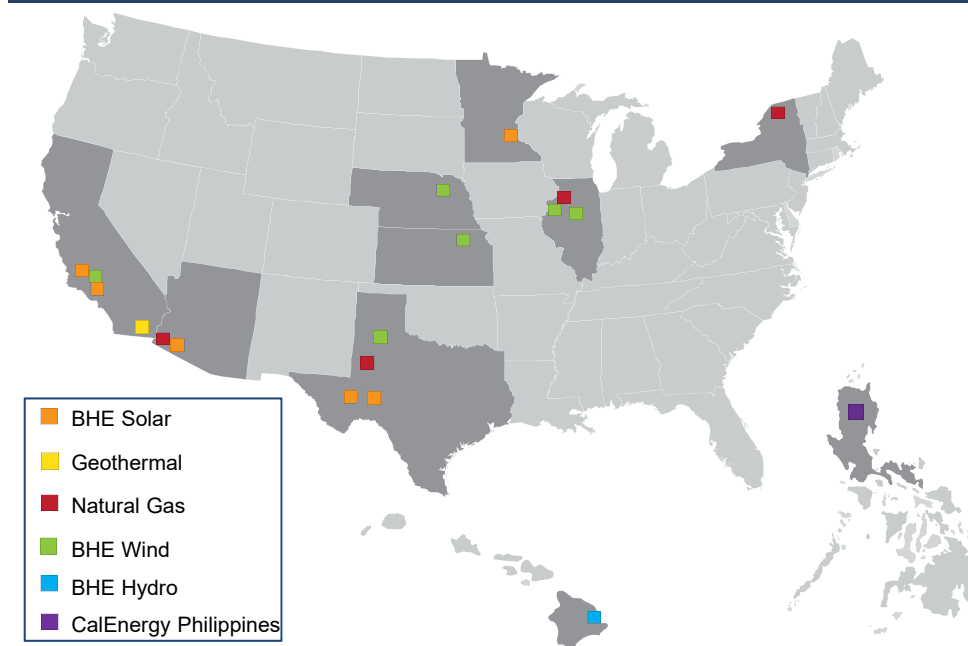 BHE Solar
Geothermal
Natural Gas
BHE Wind
BHE Hydro
CalEnergy Philippines